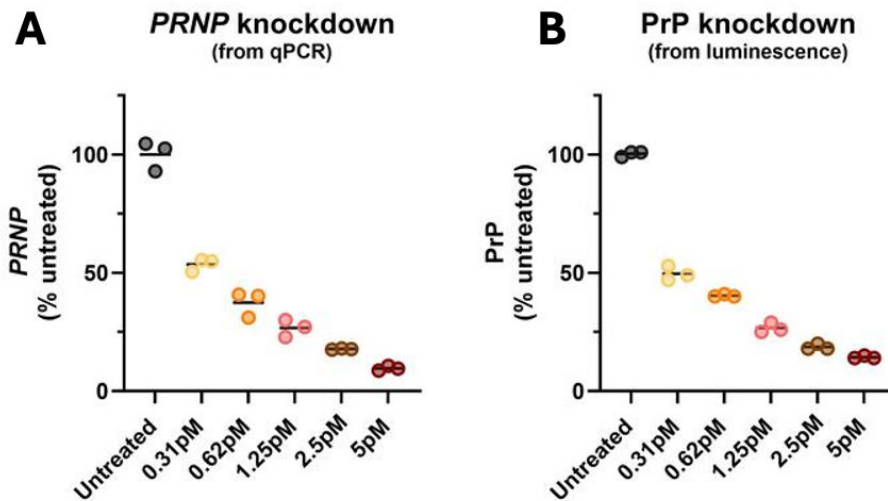 A
PRNP knockdown
(from qPCR)
PRNP
(% untreated)
100
50
0
Untreated
0.31pM
0.62pM
1.25pM
2.5pM
5pM
B
PrP knockdown
(from luminescence)
PrP
(% untreated)
100
50
0
Untreated
0.31pM
0.62pM
1.25pM
2.5pM
5pM